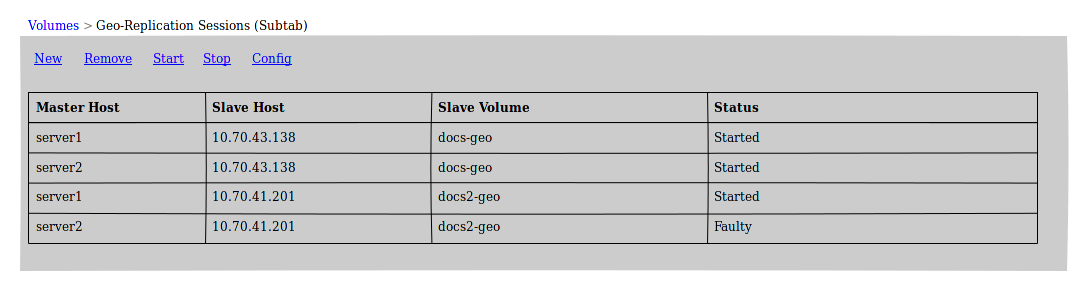 Volumes > Geo-Replication Sessions (Subtab)
New Remove Start Stop Config
Master Host Slave Host Slave Volume Status
server1 10.70.43.138 docs-geo Started
server2 10.70.43.138 docs-geo Started
server1 10.70.41.201 docs2-geo Started
server2 10.70.41.201 docs2-geo Faulty